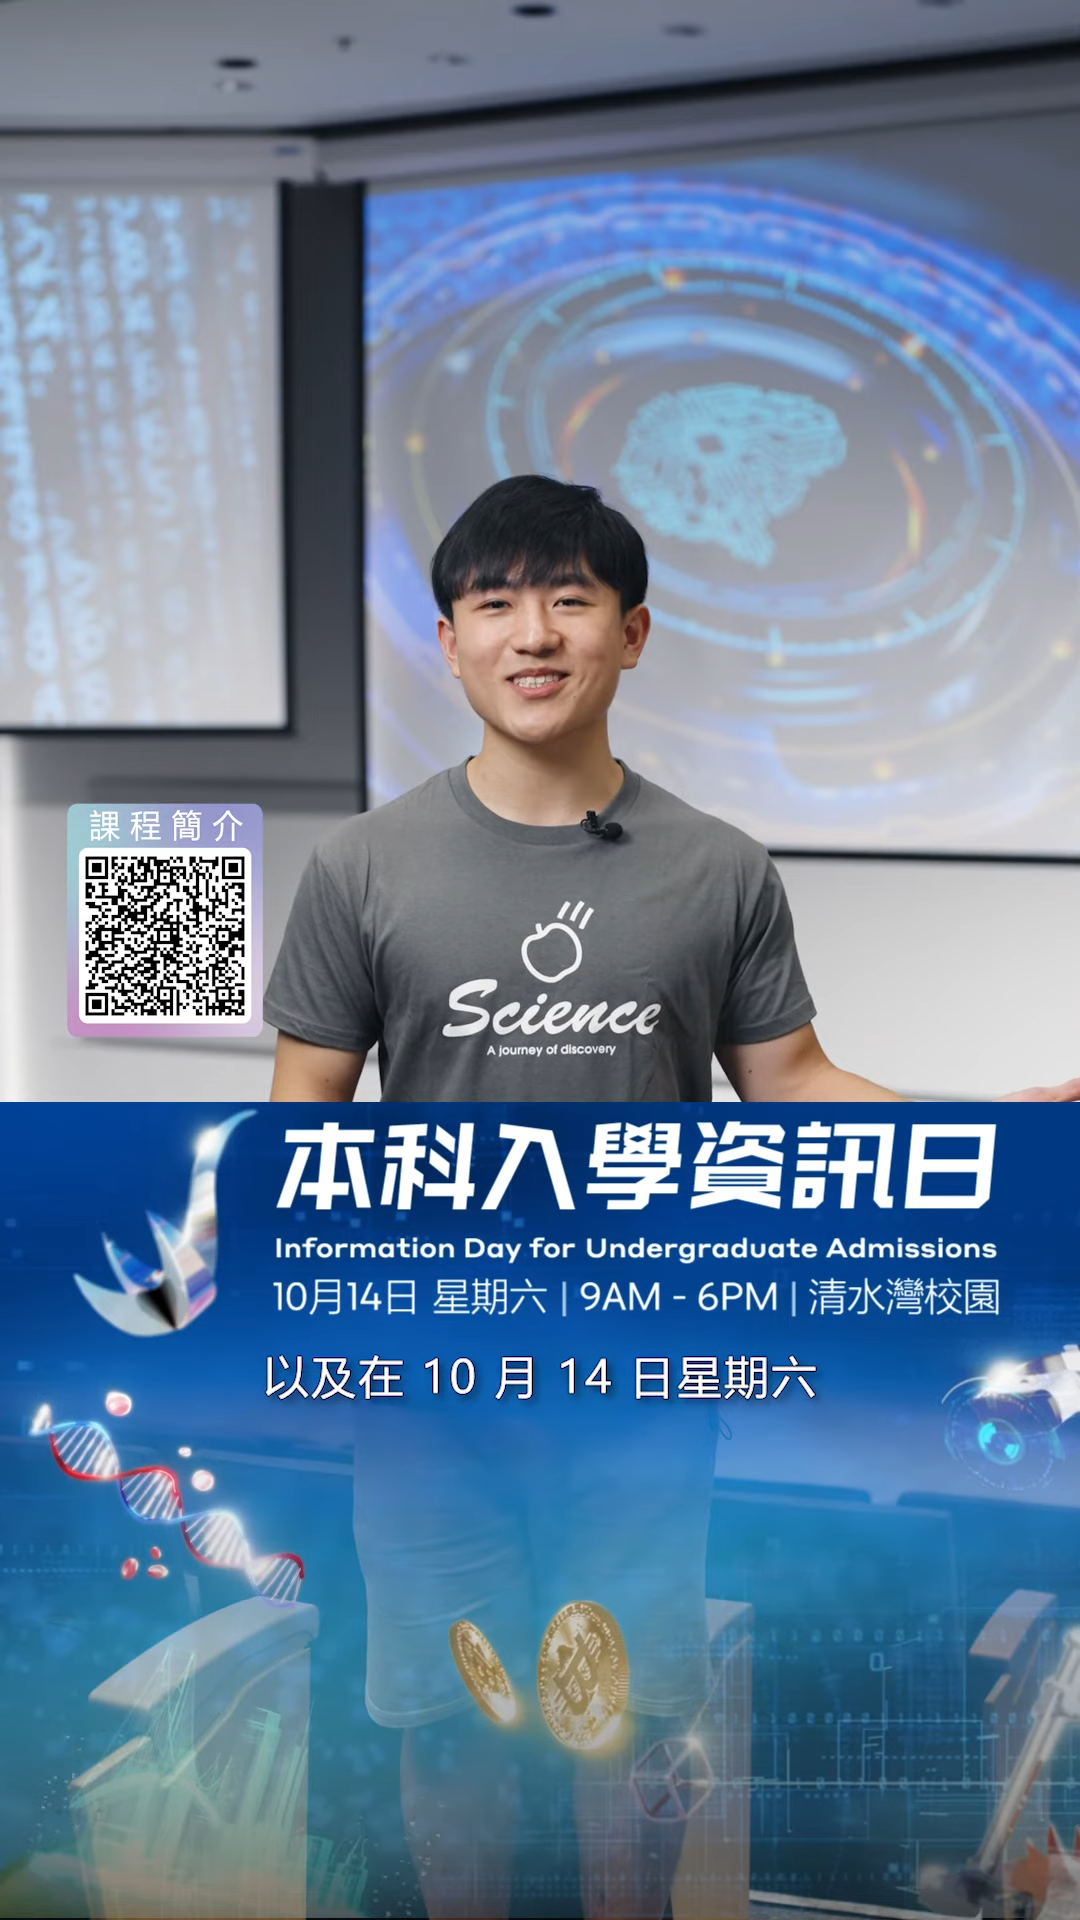 課程簡介
Science
A journey of discovery
本科入學資訊日
Information Day for Undergraduate Admissions
10月14日 星期六 | 9AM - 6PM | 清水灣校園
以及在 10 月 14 日星期六